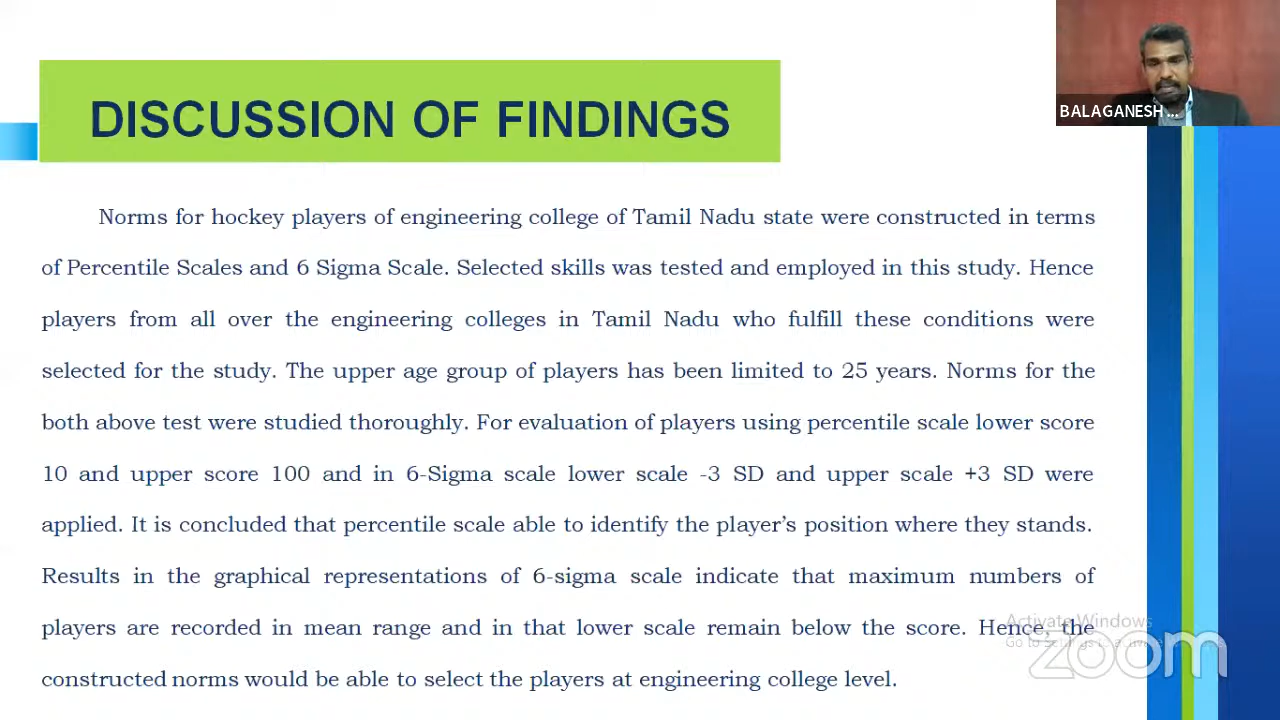 BALAGANESH ...
DISCUSSION OF FINDINGS
Norms for hockey players of engineering college of Tamil Nadu state were constructed in terms
of Percentile Scales and 6 Sigma Scale. Selected skills was tested and employed in this study. Hence
players from all over the engineering colleges in Tamil Nadu who fulfill these conditions were
selected for the study. The upper age group of players has been limited to 25 years. Norms for the
both above test were studied thoroughly. For evaluation of players using percentile scale lower score
10 and upper score 100 and in 6-Sigma scale lower scale -3 SD and upper scale +3 SD were
applied. It is concluded that percentile scale able to identify the player's position where they stands.
Results in the graphical representations of 6-sigma scale indicate that maximum numbers of
players are recorded in mean range and in that lower scale remain below the score. Hence, the
constructed norms would be able to select the players at engineering college level.
Activate Windows
Go to Settings
zoom